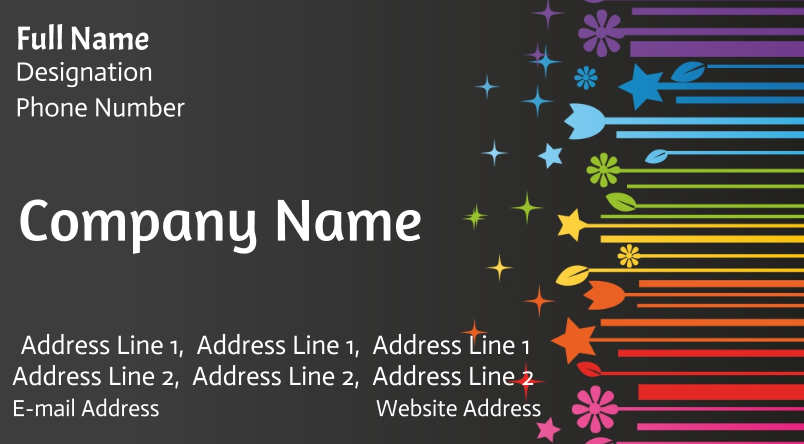 Full Name
Designation
Phone Number
Company Name
Address Line 1, Address Line 1, Address Line 1
Address Line 2, Address Line 2, Address Line 2
E-mail Address Website Address